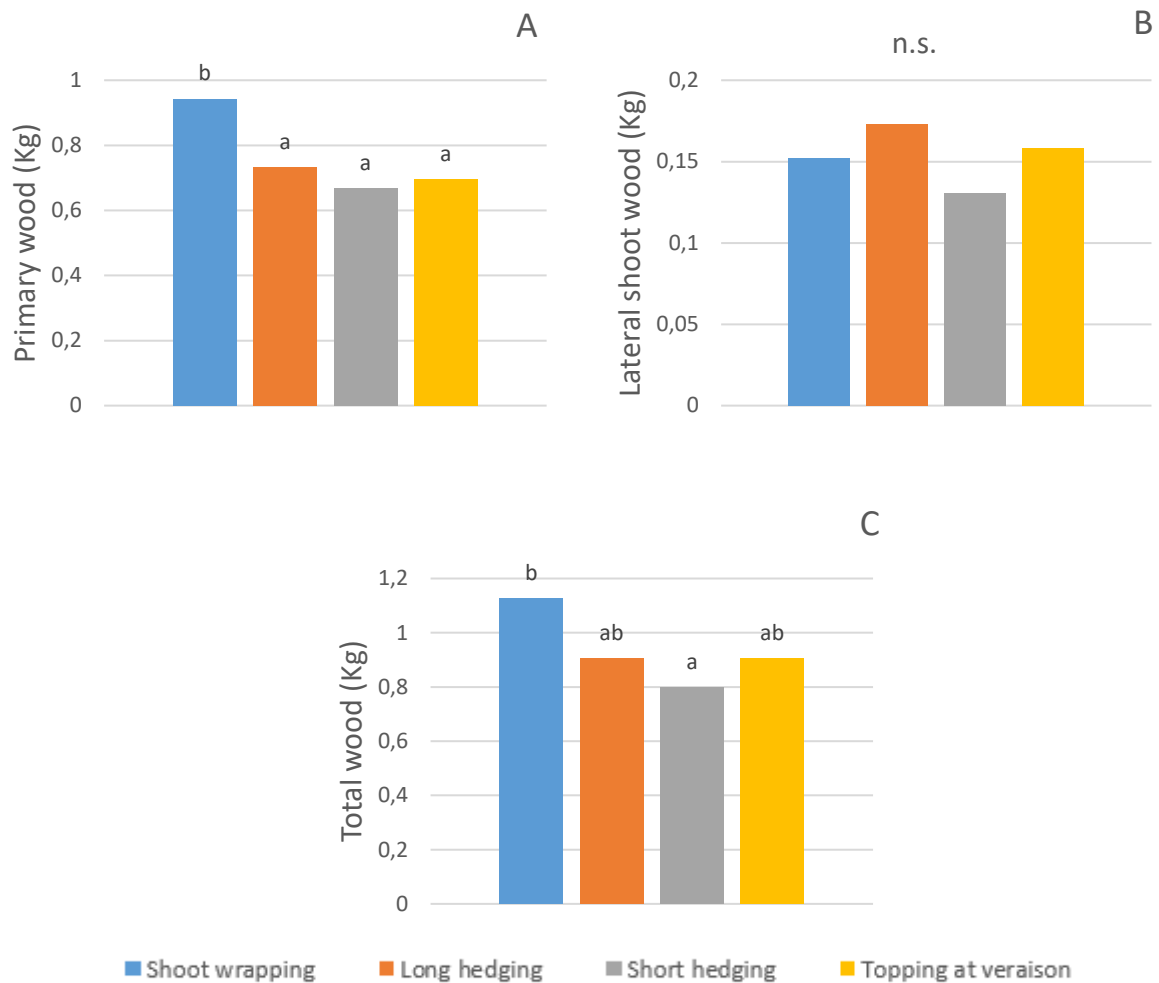 A
Primary wood (Kg)
1
0,8
0,6
0,4
0,2
0
b
a
a
a
B
n.s.
Lateral shoot wood (Kg)
0,2
0,15
0,1
0,05
0
C
Total wood (Kg)
1,2
1
0,8
0,6
0,4
0,2
0
b
ab
a
ab
Shoot wrapping Long hedging Short hedging Topping at veraison